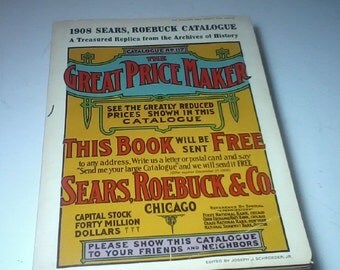 1908 SEARS, ROEBUCK CATALOGUE
A Treasured Replica from the Archives of History
CATALOGUE No 117
THE
GREAT PRICE MAKER
SEE THE GREATLY REDUCED
PRICES SHOWN IN THIS
CATALOGUE
THIS BOOK WILL BE SENT FREE
to any address. Write us a letter or postal card and say
"Send me your large Catalogue" and we will send it FREE
SEARS, ROEBUCK & CO.
CHICAGO
CAPITAL STOCK
FORTY MILLION
DOLLARS
PLEASE SHOW THIS CATALOGUE
TO YOUR FRIENDS AND NEIGHBORS
EDITED BY JOSEPH J. SCHROEDER, JR.